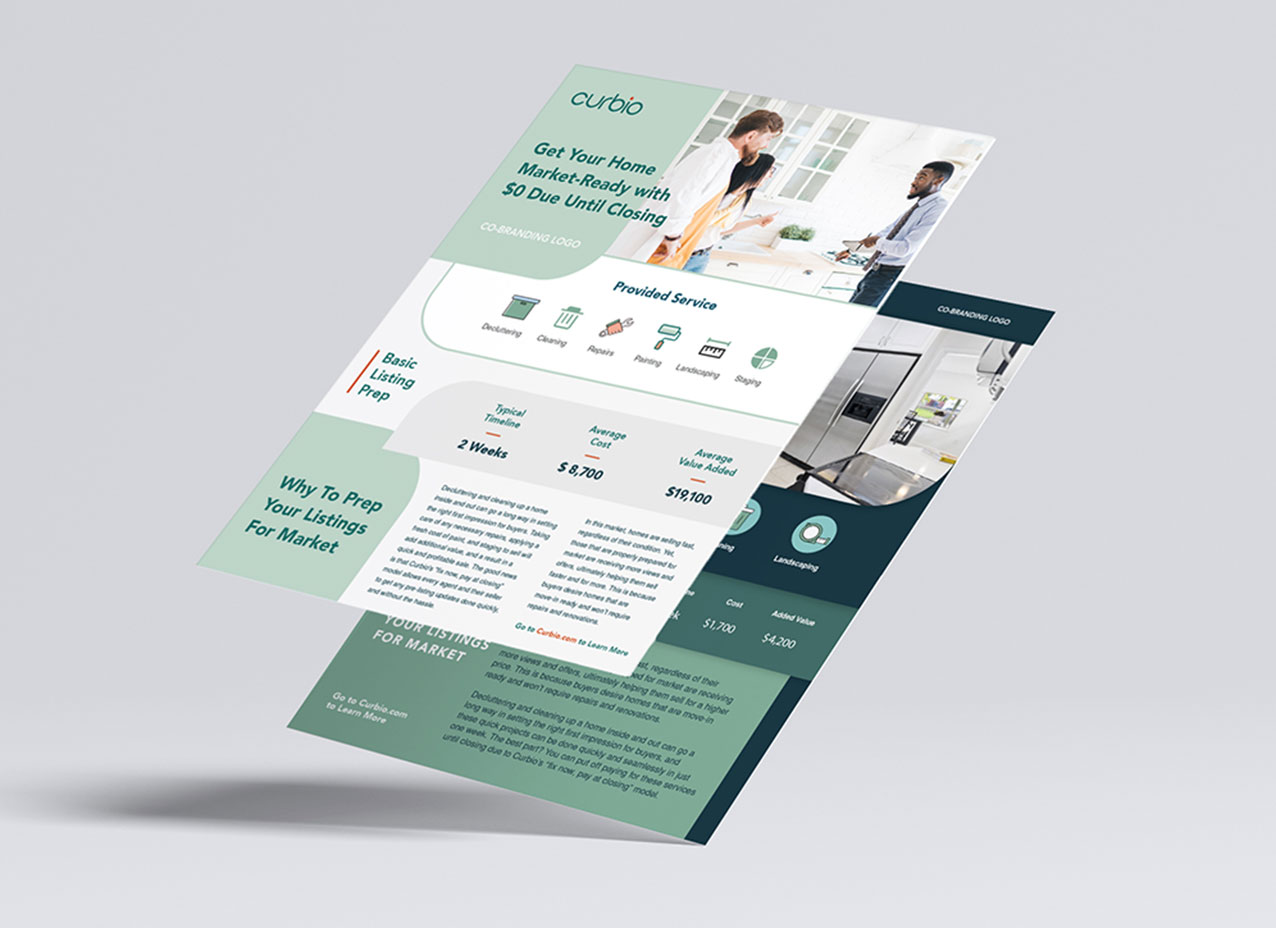 curbio
Get Your Home
Market-Ready with
$0 Due Until Closing
CO-BRANDING LOGO
Provided Service
Decluttering
Cleaning
Repairs
Painting
Landscaping
Staging
Basic
Listing
Prep
Typical
Timeline
2 Weeks
Average
Cost
$ 8,700
Average
Value Added
$19,100
Why To Prep
Your Listings
For Market
Decluttering and cleaning up a home
inside and out can go a long way in setting
the right first impression for buyers. Taking
care of any necessary repairs, applying a
fresh coat of paint, and staging to sell will
add additional value, and a result in a
quick and profitable sale. The good news
is that Curbio's "fix now, pay at closing"
model allows every agent and their seller
to get any pre-listing updates done quickly,
and without the hassle.
In this market, homes are selling fast,
regardless of their condition. Yet,
those that are properly prepared for
market are receiving more views and
offers, ultimately helping them sell
faster and for more. This is because
buyers desire homes that are
move-in ready and won't require
repairs and renovations.
Go to Curbio.com to Learn More
CO-BRANDING LOGO
Landscaping
Cost
$1,700
Added Value
$4,200
YOUR LISTINGS
FOR MARKET
Go to Curbio.com
to Learn More
regardless of their
for market are receiving
more views and offers, ultimately helping them sell for a higher
price. This is because buyers desire homes that are move-in
ready and won't require repairs and renovations.
Decluttering and cleaning up a home inside and out can go a
long way in setting the right first impression for buyers, and
these quick projects can be done quickly and seamlessly in just
one week. The best part? You can put off paying for these services
until closing due to Curbio's "fix now, pay at closing" model.